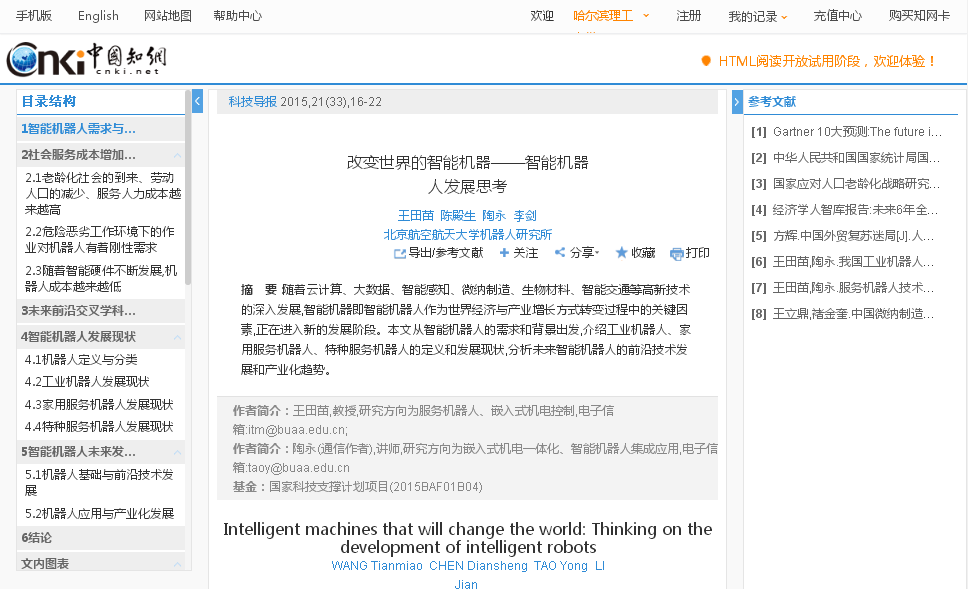 手机版 English 网站地图 帮助中心 欢迎 哈尔滨理工 注册 我的记录 充值中心 购买知网卡
Cnki中国知網
cnki.net
HTML阅读开放试用阶段，欢迎体验！
目录结构
1智能机器人需求与...
2社会服务成本增加...
2.1老龄化社会的到来、劳动
人口的减少、服务人力成本越
来越高
2.2危险恶劣工作环境下的作
业对机器人有着刚性需求
2.3随着智能硬件不断发展,机
器人成本越来越低
3未来前沿交叉学科...
4智能机器人发展现状
4.1机器人定义与分类
4.2工业机器人发展现状
4.3家用服务机器人发展现状
4.4特种服务机器人发展现状
5智能机器人未来发...
5.1机器人基础与前沿技术发
展
5.2机器人应用与产业化发展
6结论
文内图表
科技导报 2015,21(33),16-22
改变世界的智能机器——智能机器
人发展思考
王田苗 陈殿生 陶永 李剑
北京航空航天大学机器人研究所
导出/参考文献 关注 分享 收藏 打印
摘 要 随着云计算、大数据、智能感知、微纳制造、生物材料、智能交通等高新技术
的深入发展,智能机器即智能机器人作为世界经济与产业增长方式转变过程中的关键因
素,正在进入新的发展阶段。本文从智能机器人的需求和背景出发,介绍工业机器人、家
用服务机器人、特种服务机器人的定义和发展现状,分析未来智能机器人的前沿技术发
展和产业化趋势。
作者简介：王田苗,教授,研究方向为服务机器人、嵌入式机电控制,电子信
箱:itm@buaa.edu.cn;
作者简介：陶永(通信作者),讲师,研究方向为嵌入式机电一体化、智能机器人集成应用,电子信
箱:taoy@buaa.edu.cn
基金：国家科技支撑计划项目(2015BAF01B04)
Intelligent machines that will change the world: Thinking on the
development of intelligent robots
WANG Tianmiao CHEN Diansheng TAO Yong LI
Jian
参考文献
[1] Gartner 10大预测:The future i...
[2] 中华人民共和国国家统计局国...
[3] 国家应对人口老龄化战略研究...
[4] 经济学人智库报告:未来6年全...
[5] 方辉.中国外贸复苏迷局[J].人...
[6] 王田苗,陶永.我国工业机器人...
[7] 王田苗,陶永.服务机器人技术...
[8] 王立鼎,褚金奎.中国微纳制造...